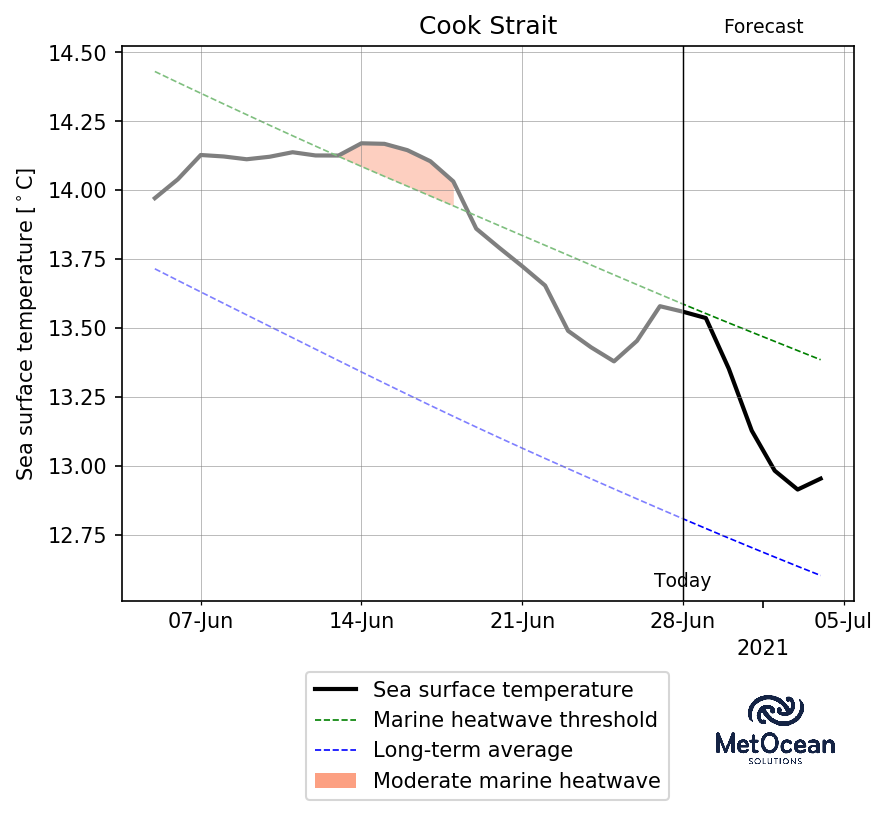 Cook Strait
Forecast
Sea surface temperature [°C]
14.50
14.25
14.00
13.75
13.50
13.25
13.00
12.75
Today
07-Jun
14-Jun
21-Jun
28-Jun
05-Jul
2021
Sea surface temperature
Marine heatwave threshold
Long-term average
Moderate marine heatwave
MetOcean
SOLUTIONS